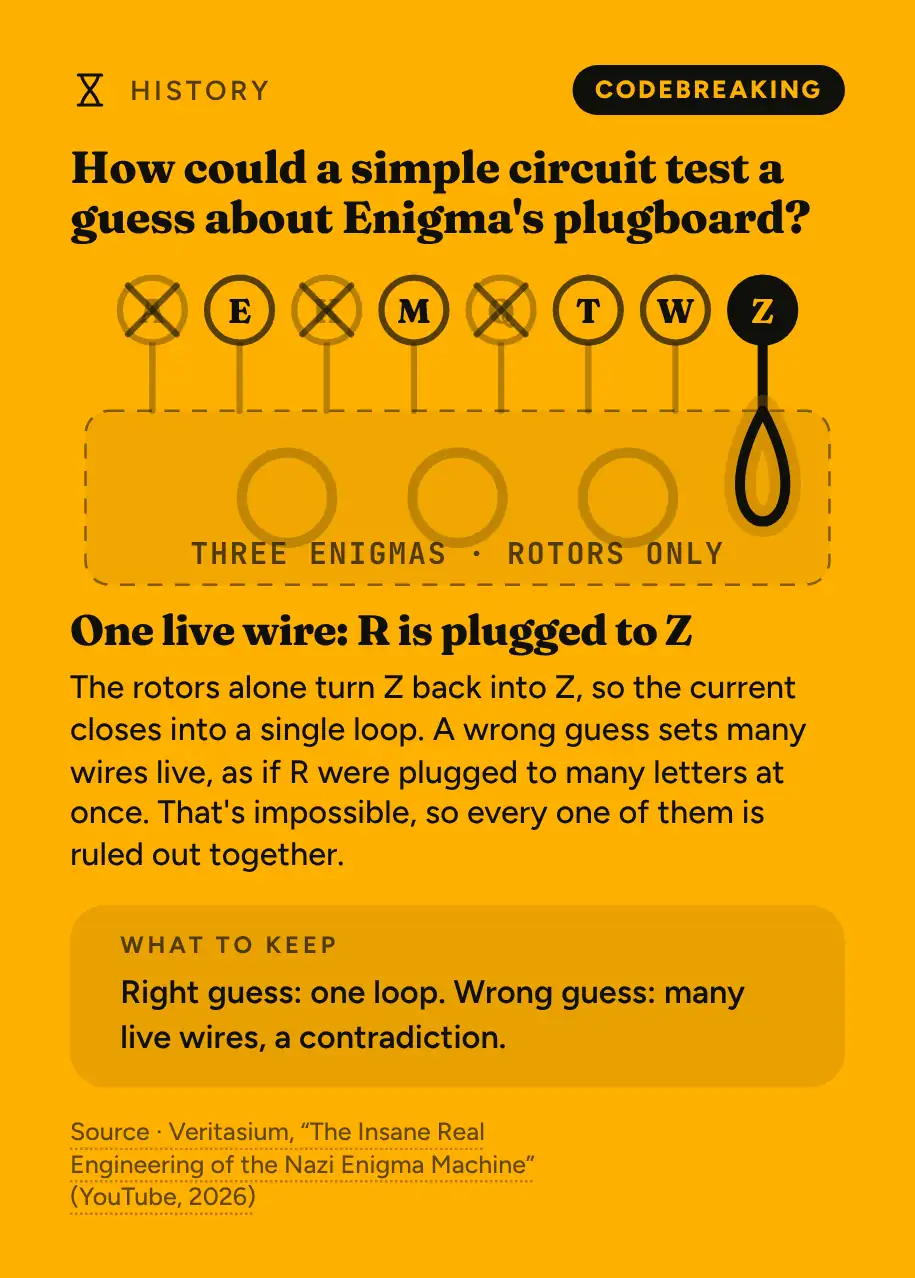 HISTORY
CODEBREAKING
How could a simple circuit test a
guess about Enigma's plugboard?
E M T W Z
THREE ENIGMAS · ROTORS ONLY
One live wire: R is plugged to Z
The rotors alone turn Z back into Z, so the current
closes into a single loop. A wrong guess sets many
wires live, as if R were plugged to many letters at
once. That's impossible, so every one of them is
ruled out together.
WHAT TO KEEP
Right guess: one loop. Wrong guess: many
live wires, a contradiction.
Source · Veritasium, “The Insane Real
Engineering of the Nazi Enigma Machine”
(YouTube, 2026)